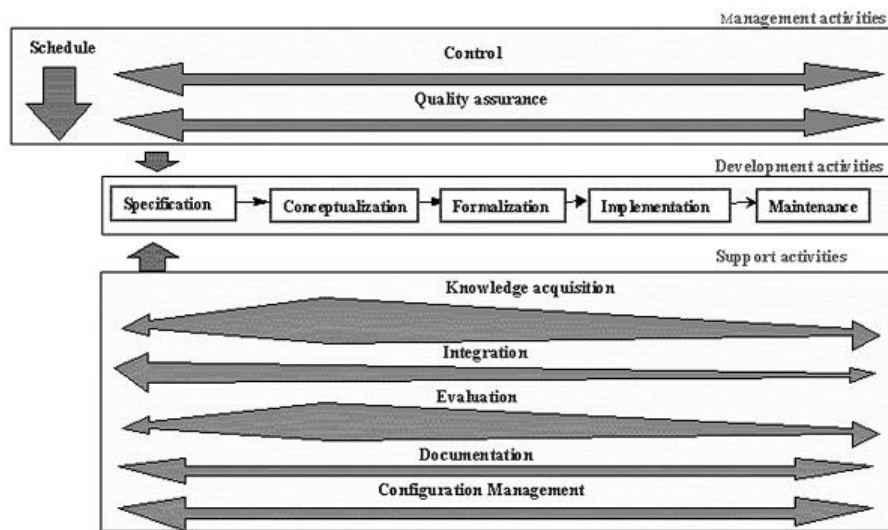 Management activities
Schedule
Control
Quality assurance
Development activities
Specification
Conceptualization
Formalization
Implementation
Maintenance
Support activities
Knowledge acquisition
Integration
Evaluation
Documentation
Configuration Management